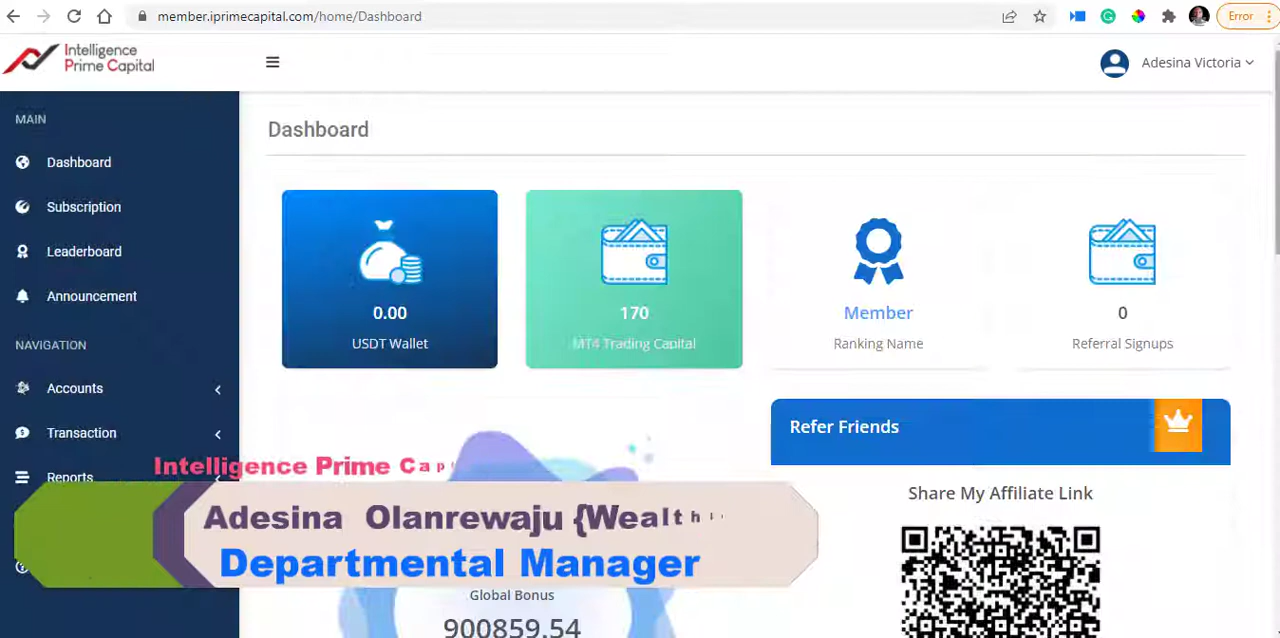 member.iprimecapital.com/home/Dashboard
Error
Intelligence
Prime Capital
Adesina Victoria
MAIN
Dashboard
Subscription
Leaderboard
Announcement
NAVIGATION
Accounts
Transaction
Reports
Dashboard
0.00
USDT Wallet
170
MT4 Trading Capital
Member
Ranking Name
0
Referral Signups
Refer Friends
Share My Affiliate Link
Intelligence Prime Cap
Adesina Olanrewaju {Wealth
Departmental Manager
Global Bonus
900859.54